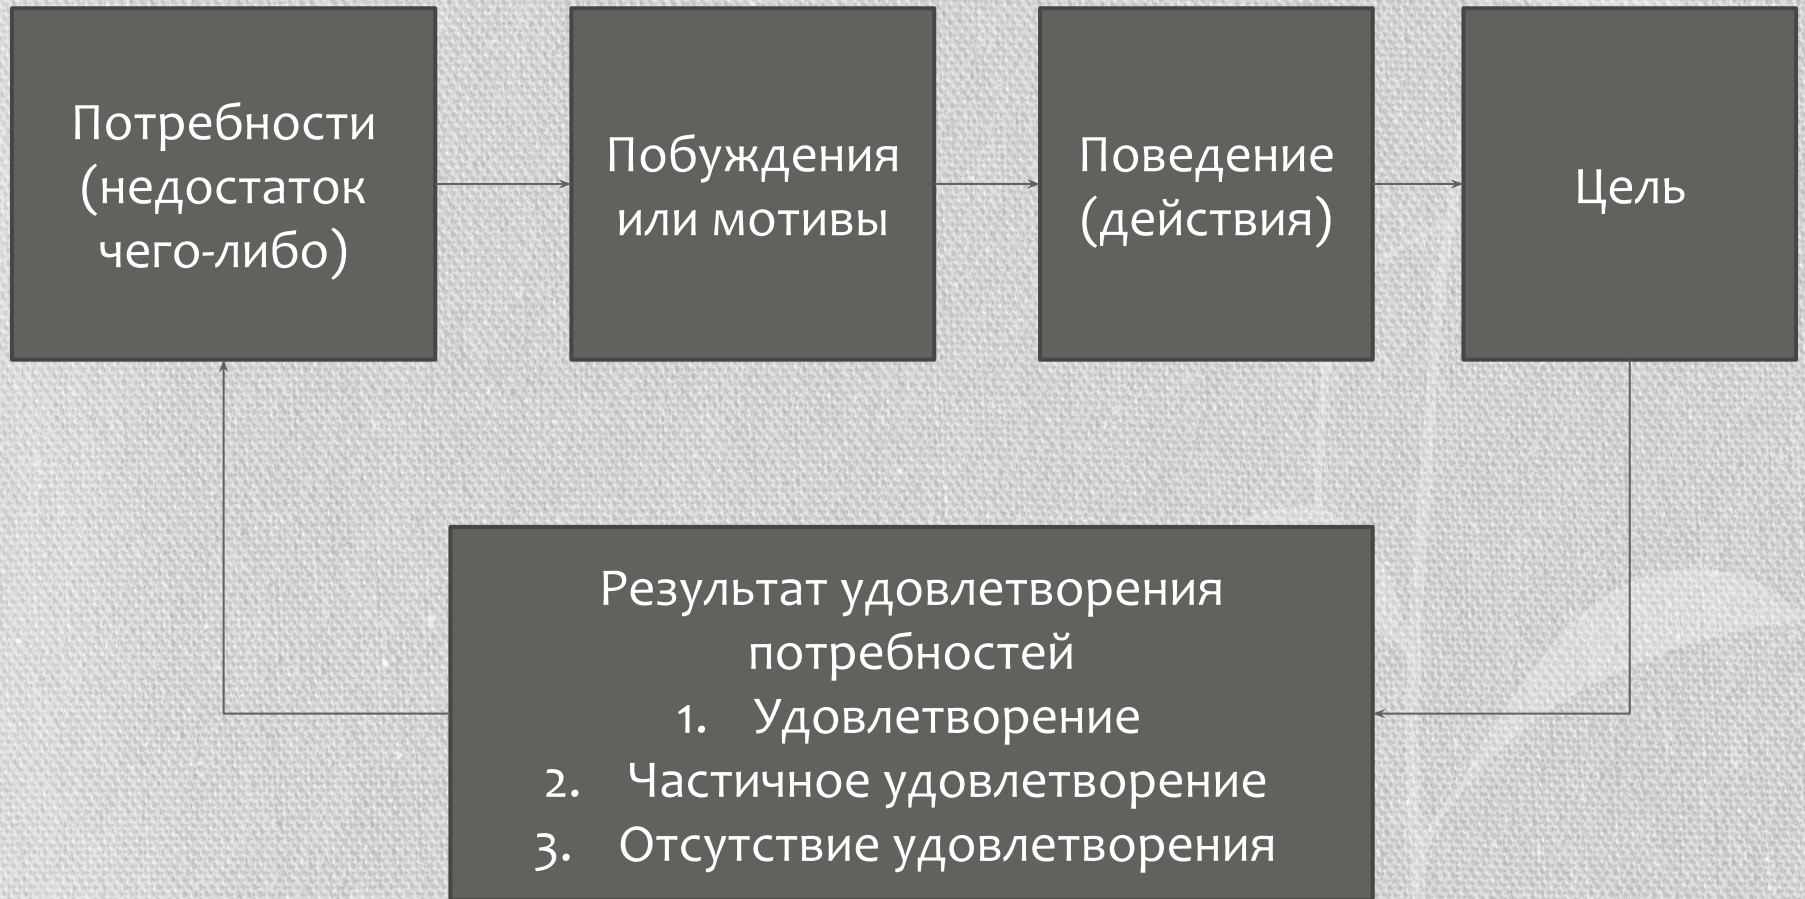 Потребности
(недостаток
чего-либо)
Побуждения
или мотивы
Поведение
(действия)
Цель
Результат удовлетворения
потребностей
1. Удовлетворение
2. Частичное удовлетворение
3. Отсутствие удовлетворения